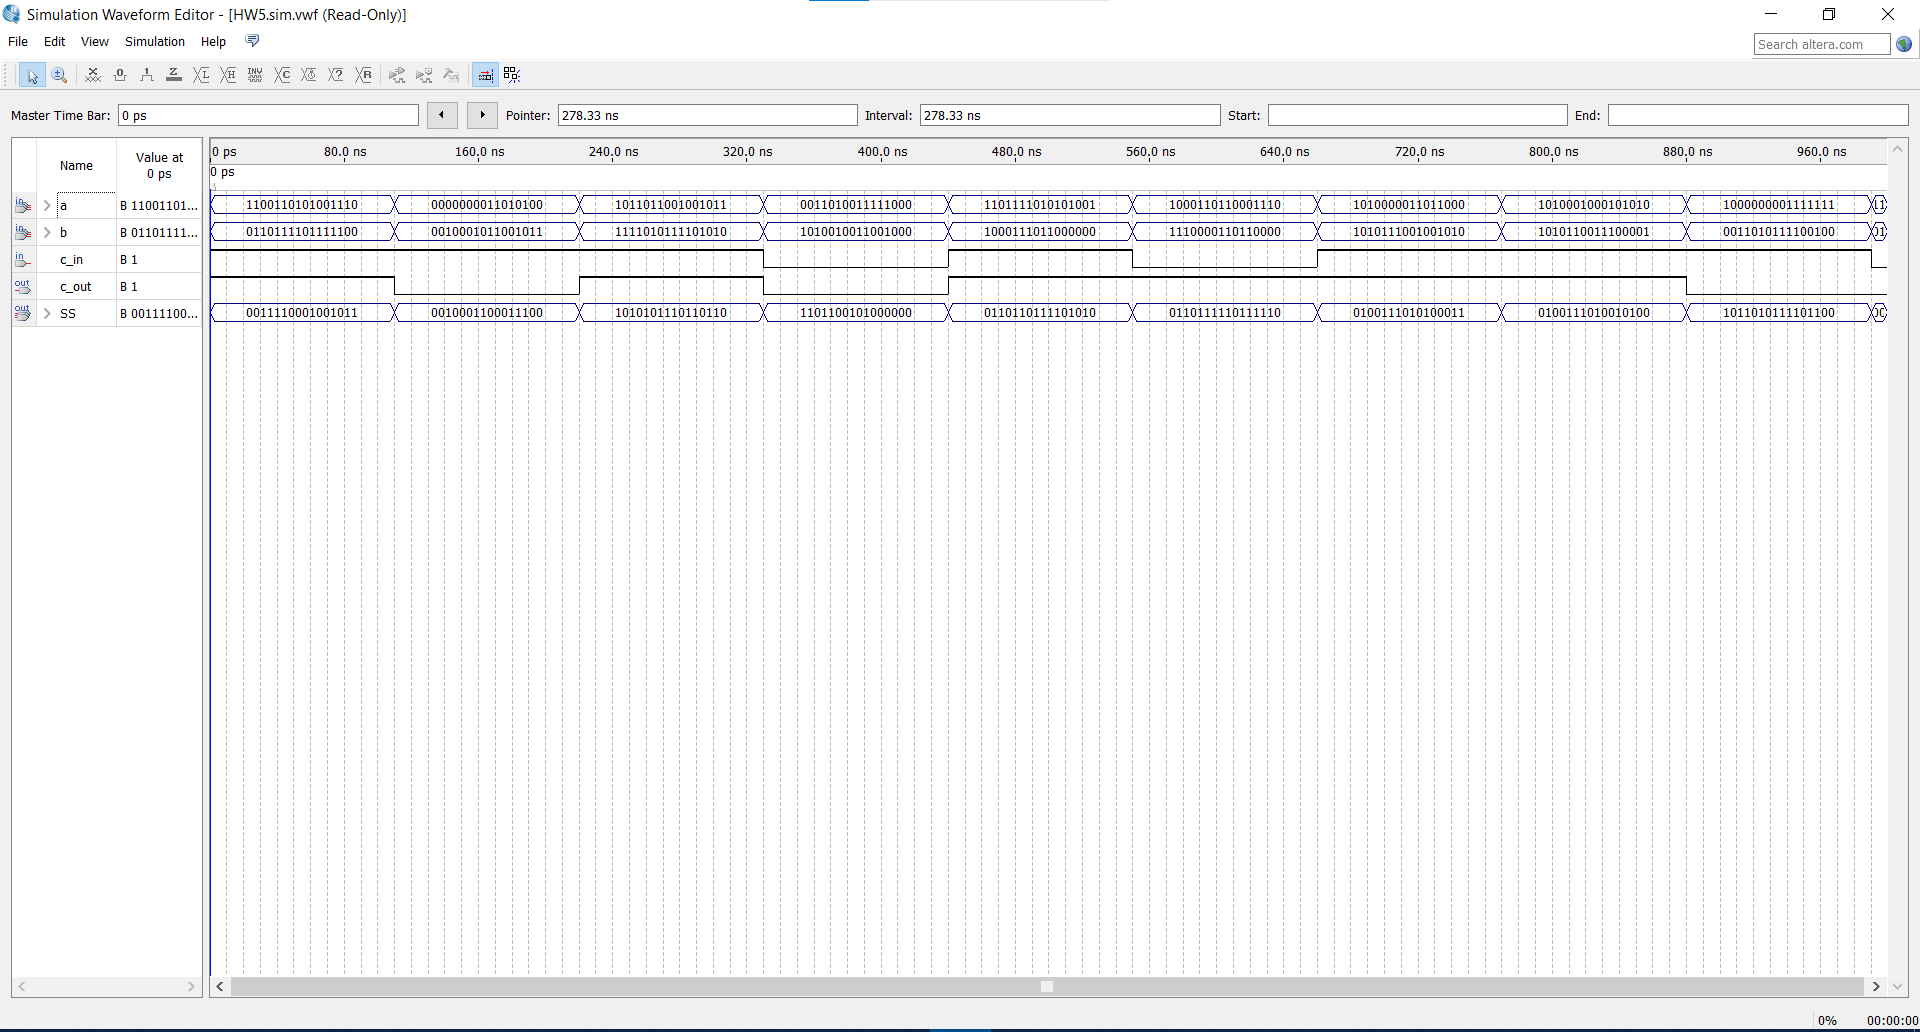 Simulation Waveform Editor - [HW5.sim.vwf (Read-Only)]
File Edit View Simulation Help
Search altera.com
Master Time Bar: 0 ps Pointer: 278.33 ns Interval: 278.33 ns Start: End:
Name Value at 0 ps
0 ps 80.0 ns 160.0 ns 240.0 ns 320.0 ns 400.0 ns 480.0 ns 560.0 ns 640.0 ns 720.0 ns 800.0 ns 880.0 ns 960.0 ns
0 ps
a B 11001101... 1100110101001110 0000000011010100 1011011001001011 0011010011111000 1101111010101001 1000110110001110 1010000011011000 1010001000101010 1000000001111111
b B 01101111... 0110111101111100 0010001011001011 1111010111101010 1010010011001000 1000111011000000 1110000110110000 1010111001001010 1010110011100001 0011010111100100
c_in B 1
c_out B 1
SS B 00111100... 0011110001001011 0010001100011100 1010101110110110 1101100101000000 0110110111101010 0110111110111110 0100111010100011 0100111010010100 1011010111101100
0% 00:00:00